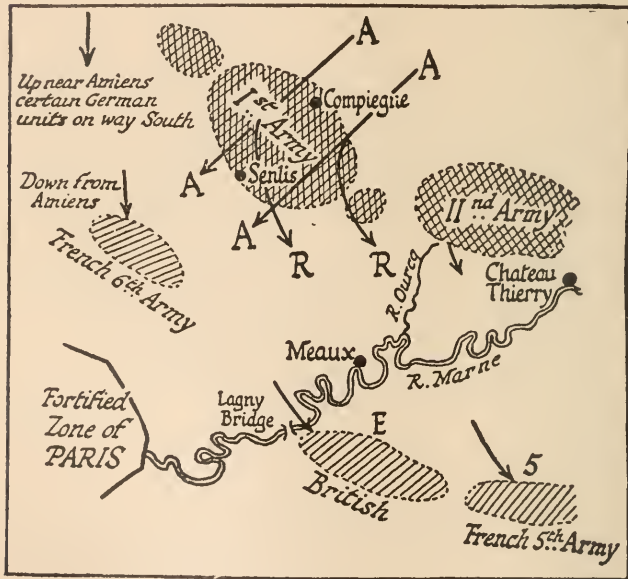 A
A
Up near Amiens
certain German
units on way South
Compiegne
Ist Army
Down from
Amiens
A
Senlis
A
R
R
IInd Army
French 6th Army
R. Ourcq
Chateau
Thierry
Meaux
R. Marne
Fortified
Zone of
PARIS
Lagny
Bridge
E
British
5
French 5th Army